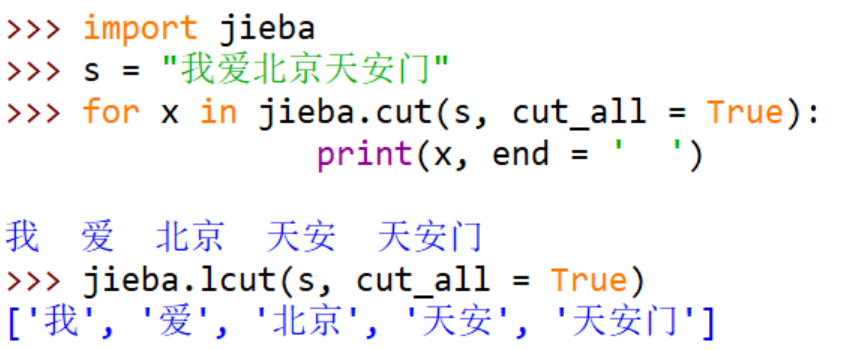 >>> import jieba
>>> s = "我爱北京天安门"
>>> for x in jieba.cut(s, cut_all = True):
print(x, end = '  ')
我  爱  北京  天安  天安门
>>> jieba.lcut(s, cut_all = True)
['我', '爱', '北京', '天安', '天安门']